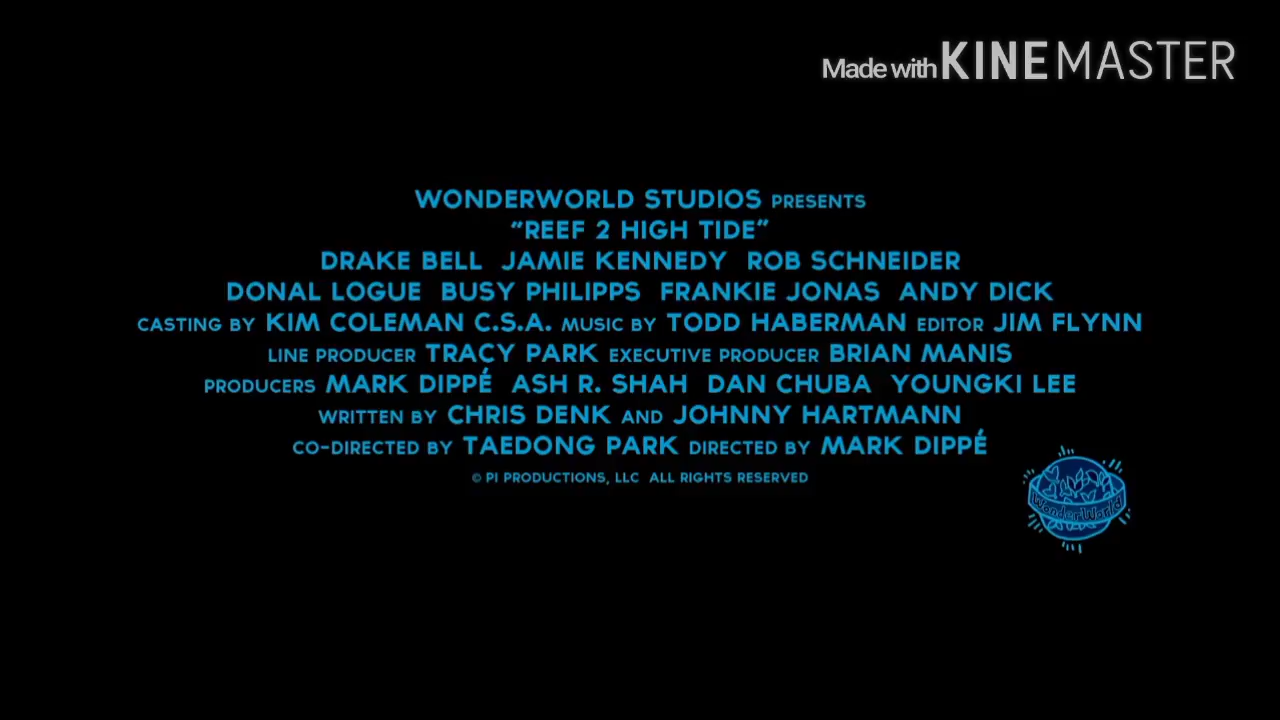 Made with KINEMASTER
WONDERWORLD STUDIOS PRESENTS
“REEF 2 HIGH TIDE”
DRAKE BELL JAMIE KENNEDY ROB SCHNEIDER
DONAL LOGUE BUSY PHILIPPS FRANKIE JONAS ANDY DICK
CASTING BY KIM COLEMAN C.S.A. MUSIC BY TODD HABERMAN EDITOR JIM FLYNN
LINE PRODUCER TRACY PARK EXECUTIVE PRODUCER BRIAN MANIS
PRODUCERS MARK DIPPÉ ASH R. SHAH DAN CHUBA YOUNGKI LEE
WRITTEN BY CHRIS DENK AND JOHNNY HARTMANN
CO-DIRECTED BY TAEDONG PARK DIRECTED BY MARK DIPPÉ
© PI PRODUCTIONS, LLC ALL RIGHTS RESERVED
WonderWorld